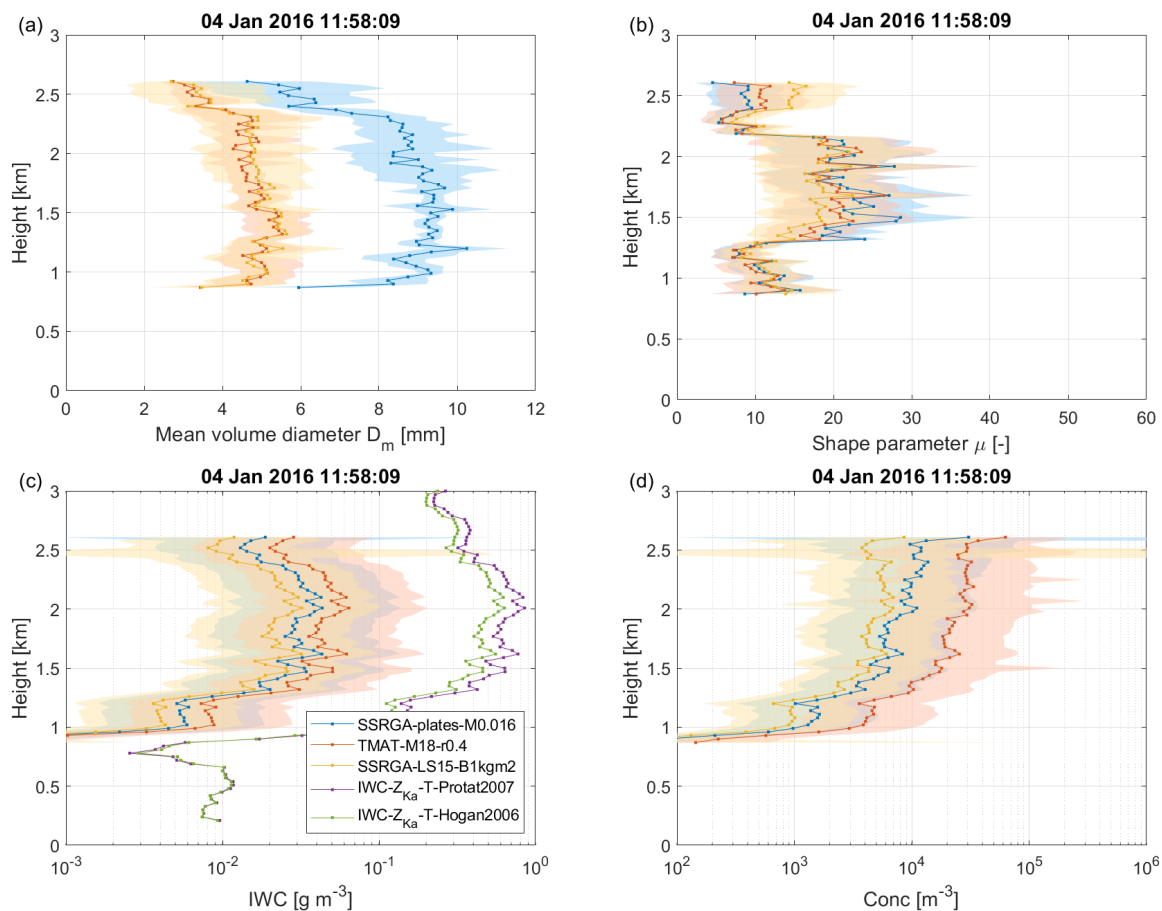 (a)
04 Jan 2016 11:58:09
3
2.5
2
1.5
1
0.5
0
Height [km]
0 2 4 6 8 10 12
Mean volume diameter D_m [mm]
(b)
04 Jan 2016 11:58:09
3
2.5
2
1.5
1
0.5
0
Height [km]
0 10 20 30 40 50 60
Shape parameter μ [-]
(c)
04 Jan 2016 11:58:09
3
2.5
2
1.5
1
0.5
0
Height [km]
SSRGA-plates-M0.016
TMAT-M18-r0.4
SSRGA-LS15-B1kgm2
IWC-Z_Ka-T-Protat2007
IWC-Z_Ka-T-Hogan2006
10^-3 10^-2 10^-1 10^0
IWC [g m^-3]
(d)
04 Jan 2016 11:58:09
3
2.5
2
1.5
1
0.5
0
Height [km]
10^2 10^3 10^4 10^5 10^6
Conc [m^-3]